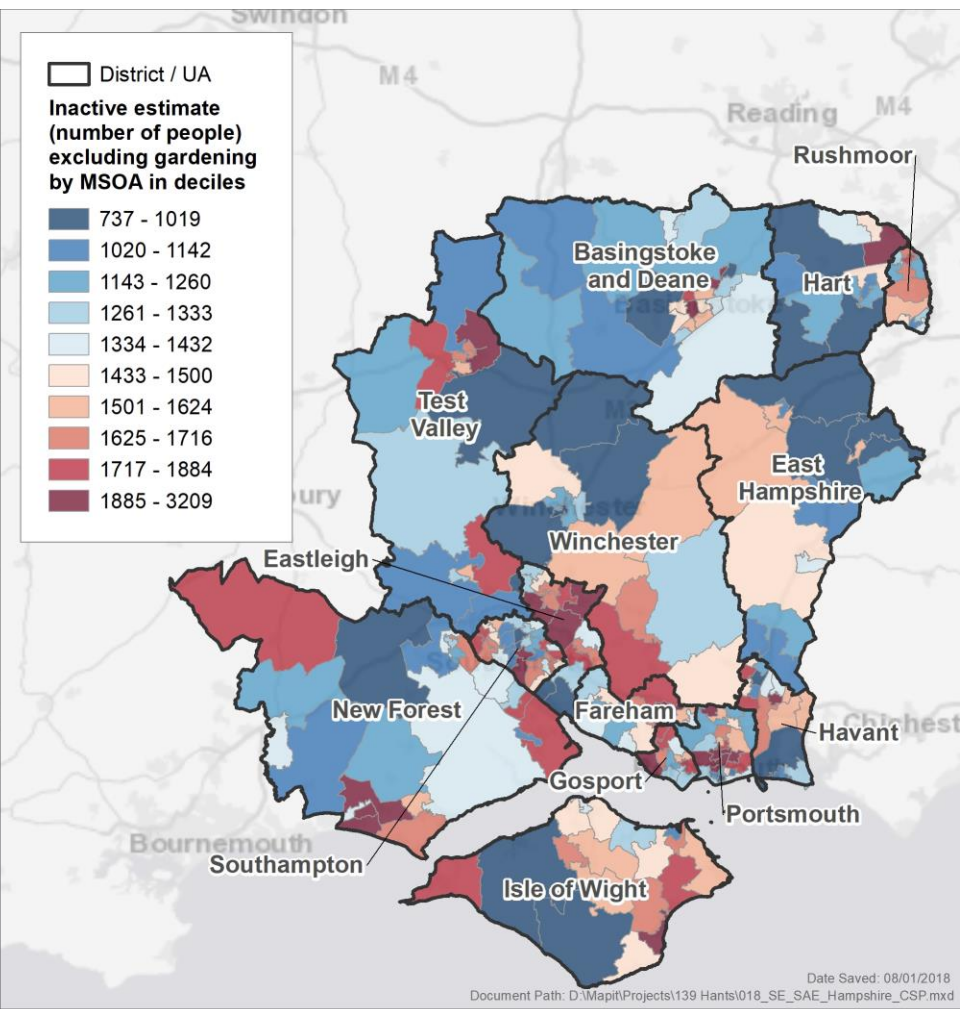 Swindon
M4
Reading
M4
District / UA
Inactive estimate
(number of people)
excluding gardening
by MSOA in deciles
737 - 1019
1020 - 1142
1143 - 1260
1261 - 1333
1334 - 1432
1433 - 1500
1501 - 1624
1625 - 1716
1717 - 1884
1885 - 3209
Rushmoor
Basingstoke
and Deane
Hart
Test
Valley
East
Hampshire
ury
Winchester
Winchester
Eastleigh
New Forest
Fareham
Chichest
Havant
Gosport
Portsmouth
Bournemouth
Southampton
Isle of Wight
Date Saved: 08/01/2018
Document Path: D:\Mapit\Projects\139 Hants\018_SE_SAE_Hampshire_CSP.mxd